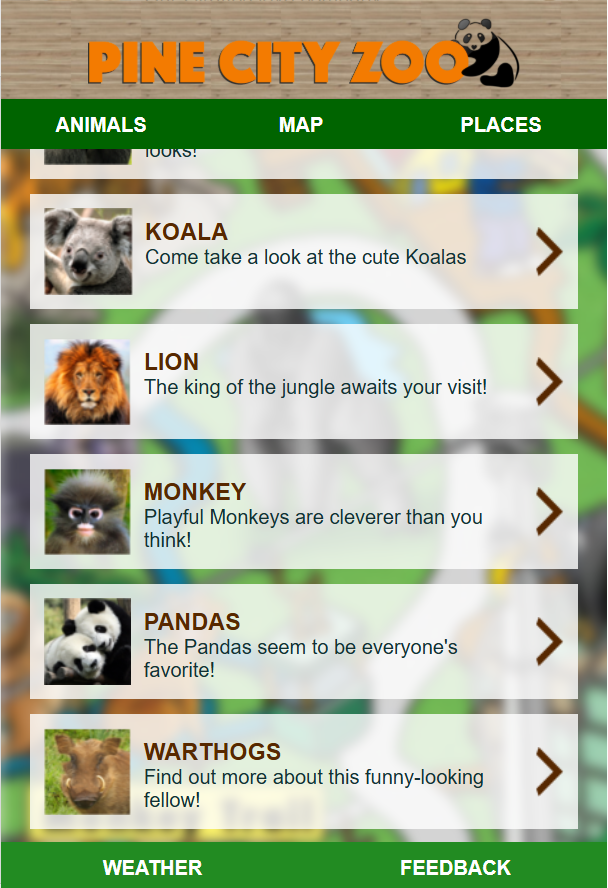 PINE CITY ZOO
ANIMALS MAP PLACES
looks!
KOALA
Come take a look at the cute Koalas
LION
The king of the jungle awaits your visit!
MONKEY
Playful Monkeys are cleverer than you
think!
PANDAS
The Pandas seem to be everyone's
favorite!
WARTHOGS
Find out more about this funny-looking
fellow!
WEATHER FEEDBACK